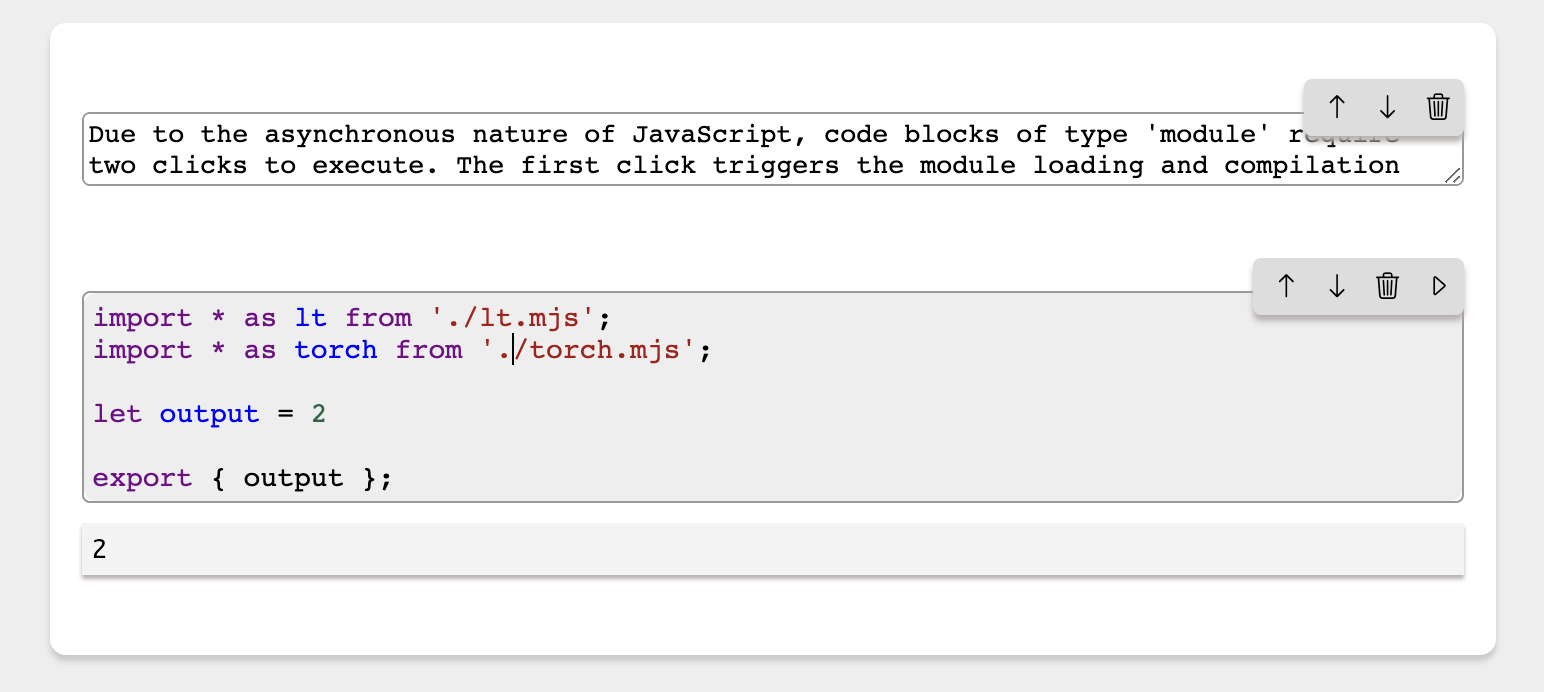 Due to the asynchronous nature of JavaScript, code blocks of type 'module' require
two clicks to execute. The first click triggers the module loading and compilation
import * as lt from './lt.mjs';
import * as torch from './torch.mjs';
let output = 2
export { output };
2